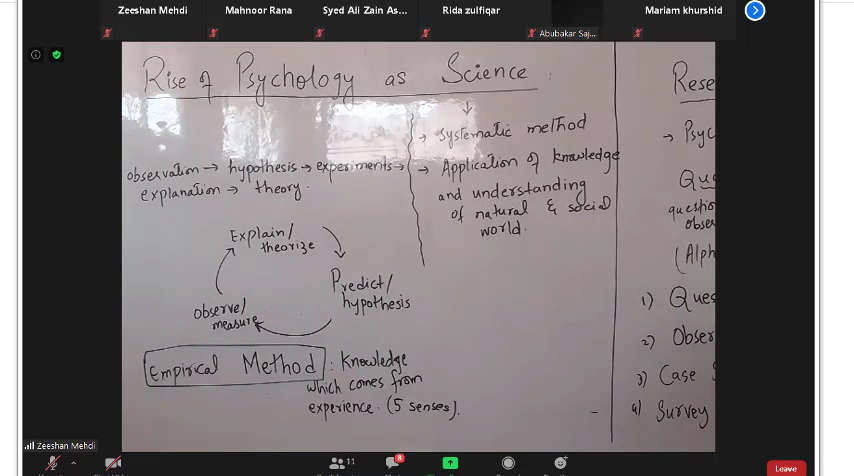 Zeeshan Mehdi
Mahnoor Rana
Syed Ali Zain As...
Rida zulfiqar
Abubakar Saj...
Mariam khurshid
Rise of Psychology as Science :
observation → hypothesis → experiments →
explanation → theory.
Explain/
theorize
Predict/
hypothesis
observe/
measure
Empirical Method : Knowledge
which comes from
experience. (5 senses).
→ Systematic method
→ Application of knowledge
and understanding
of natural & social
world.
Rese
→ Psyc
Qu
question
obser
(Alph
1) Ques
2) Obser
3) Case S
4) Survey
Zeeshan Mehdi
11
8
Leave